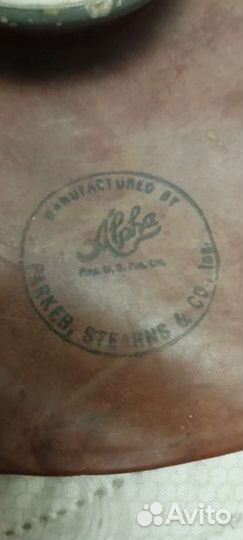 MANUFACTURED BY
Alpha
REG. U. S. PAT. OFF.
PARKER, STEARNS & CO., Inc.
Avito